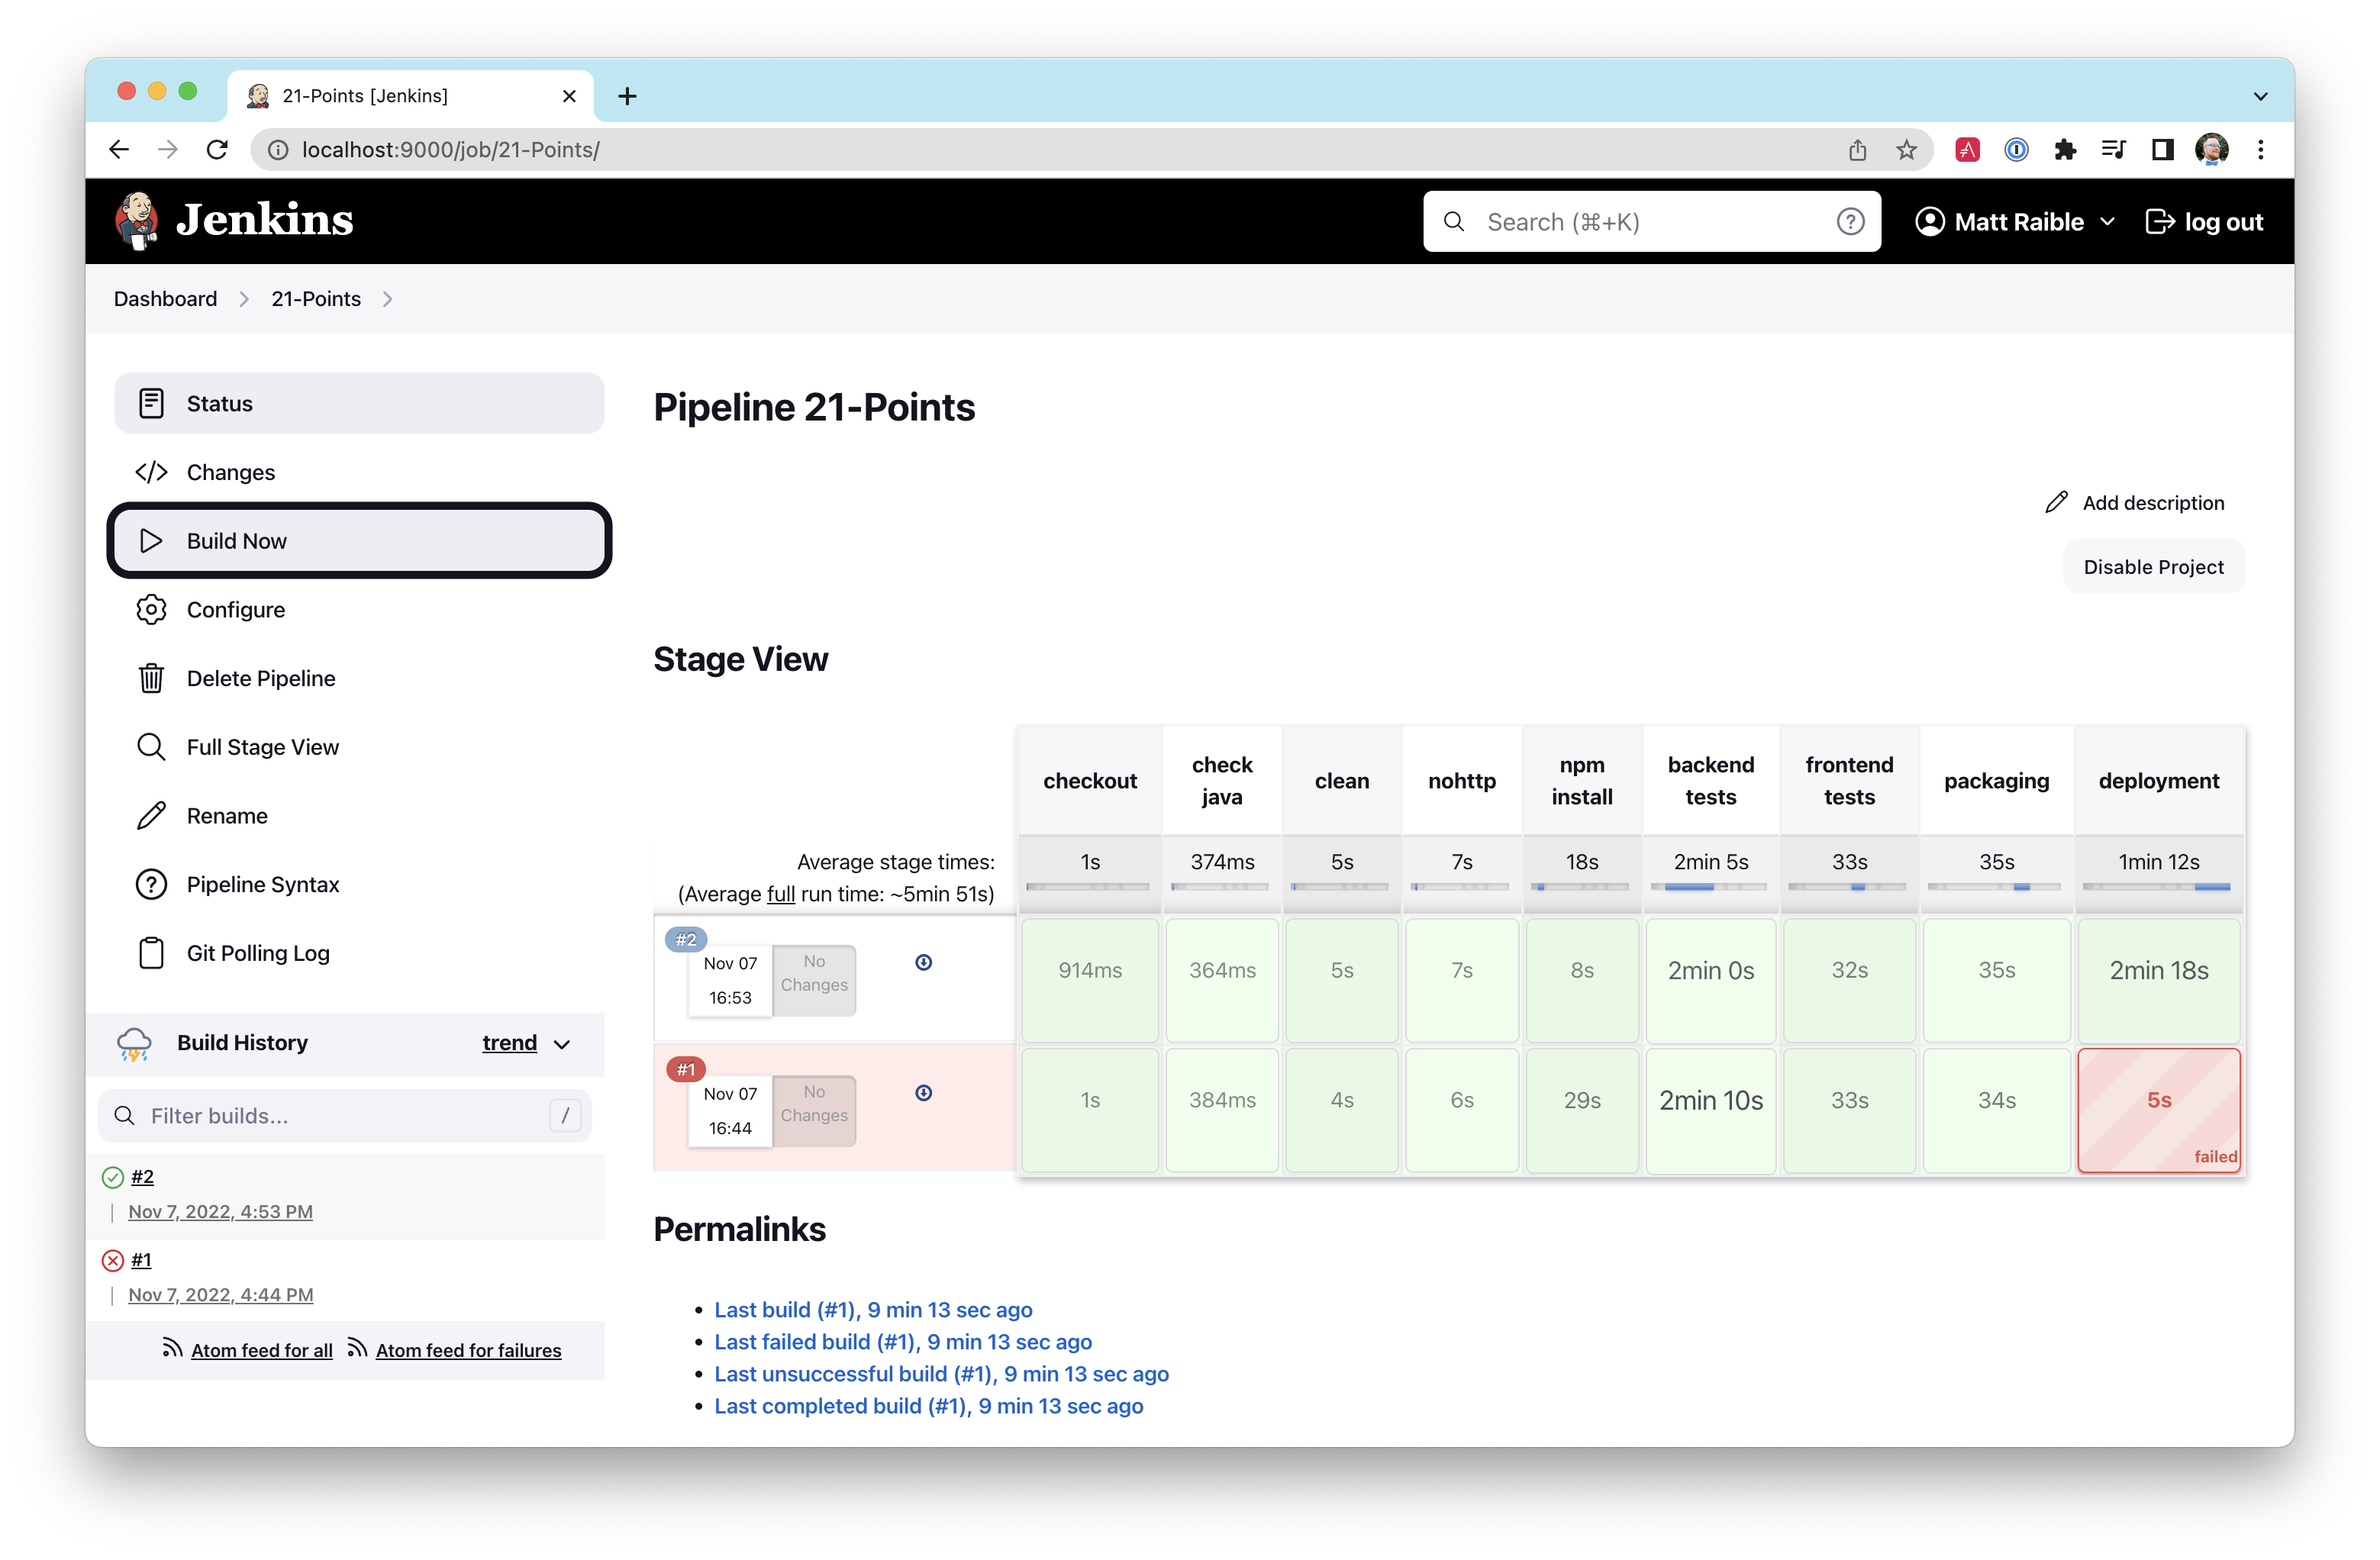 21-Points [Jenkins]
localhost:9000/job/21-Points/
Jenkins
Search (⌘+K)
Matt Raible
log out
Dashboard
21-Points
Status
Changes
Build Now
Configure
Delete Pipeline
Full Stage View
Rename
Pipeline Syntax
Git Polling Log
Build History
trend
Filter builds...
/
#2
Nov 7, 2022, 4:53 PM
#1
Nov 7, 2022, 4:44 PM
Atom feed for all
Atom feed for failures
Pipeline 21-Points
Add description
Disable Project
Stage View
checkout
check
java
clean
nohttp
npm
install
backend
tests
frontend
tests
packaging
deployment
Average stage times:
(Average full run time: ~5min 51s)
1s
374ms
5s
7s
18s
2min 5s
33s
35s
1min 12s
#2
Nov 07
16:53
No
Changes
914ms
364ms
5s
7s
8s
2min 0s
32s
35s
2min 18s
#1
Nov 07
16:44
No
Changes
1s
384ms
4s
6s
29s
2min 10s
33s
34s
5s
failed
Permalinks
Last build (#1), 9 min 13 sec ago
Last failed build (#1), 9 min 13 sec ago
Last unsuccessful build (#1), 9 min 13 sec ago
Last completed build (#1), 9 min 13 sec ago